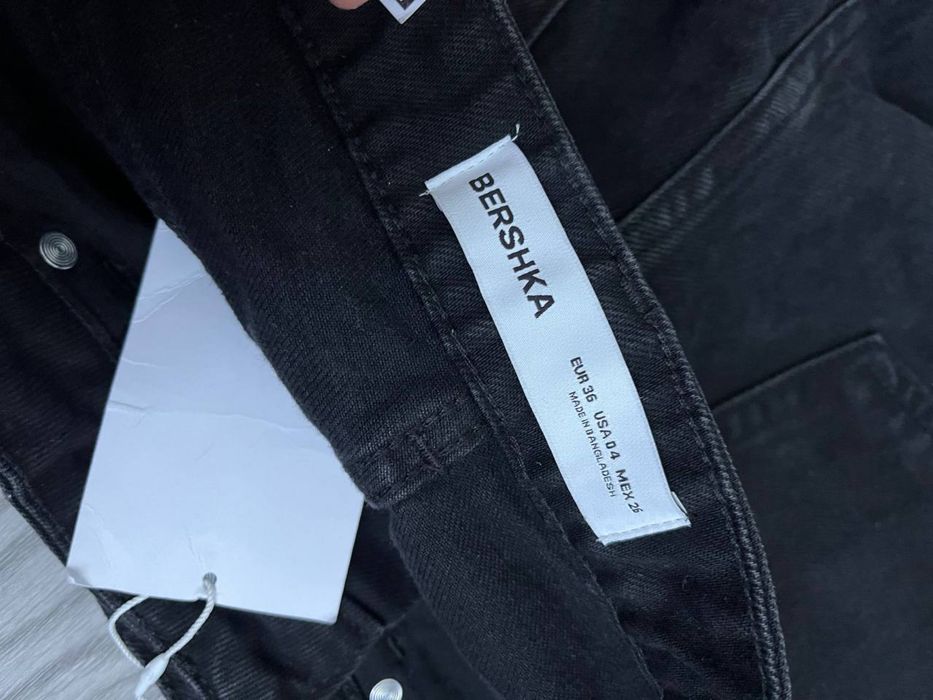 BERSHKA
EUR 36 USA 04 MEX 26
MADE IN BANGLADESH